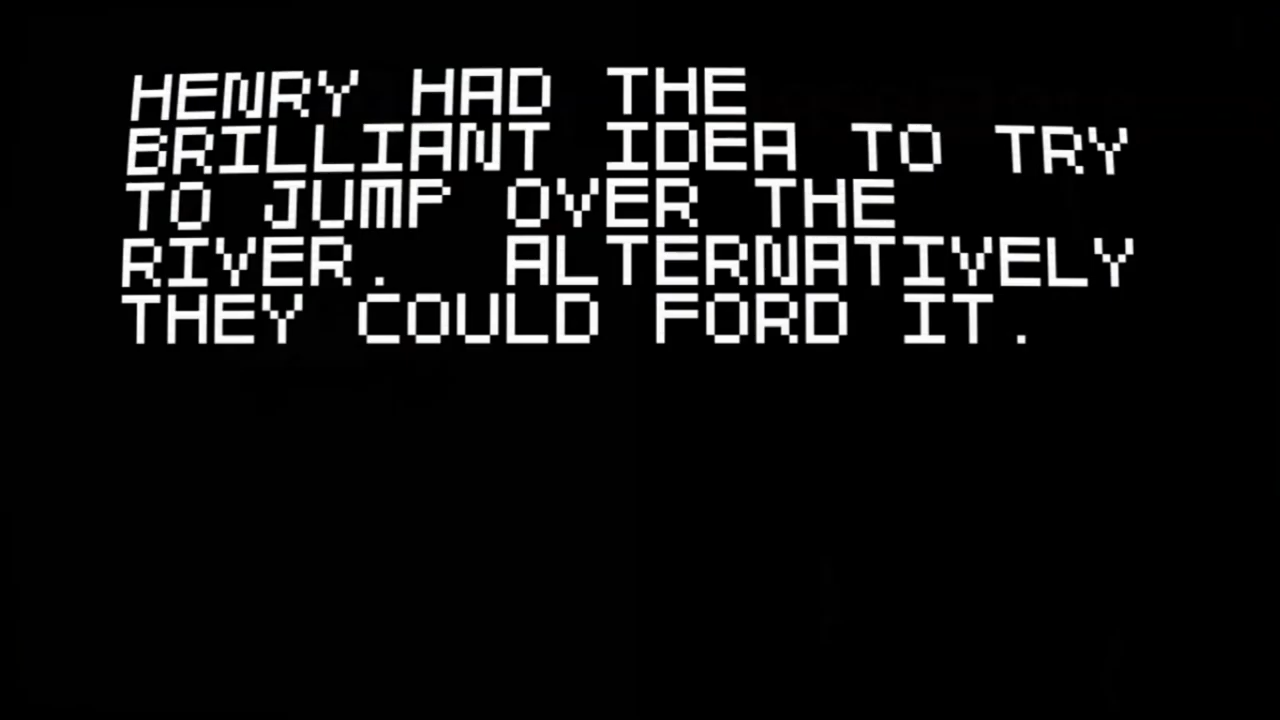 HENRY HAD THE
BRILLIANT IDEA TO TRY
TO JUMP OVER THE
RIVER.  ALTERNATIVELY
THEY COULD FORD IT.